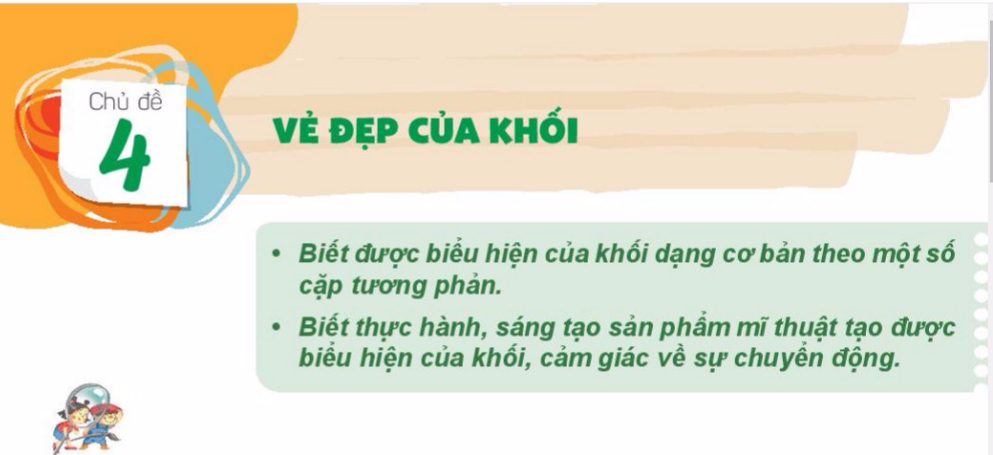 Chủ đề
4
VẺ ĐẸP CỦA KHỐI
• Biết được biểu hiện của khối dạng cơ bản theo một số
cặp tương phản.
• Biết thực hành, sáng tạo sản phẩm mĩ thuật tạo được
biểu hiện của khối, cảm giác về sự chuyển động.